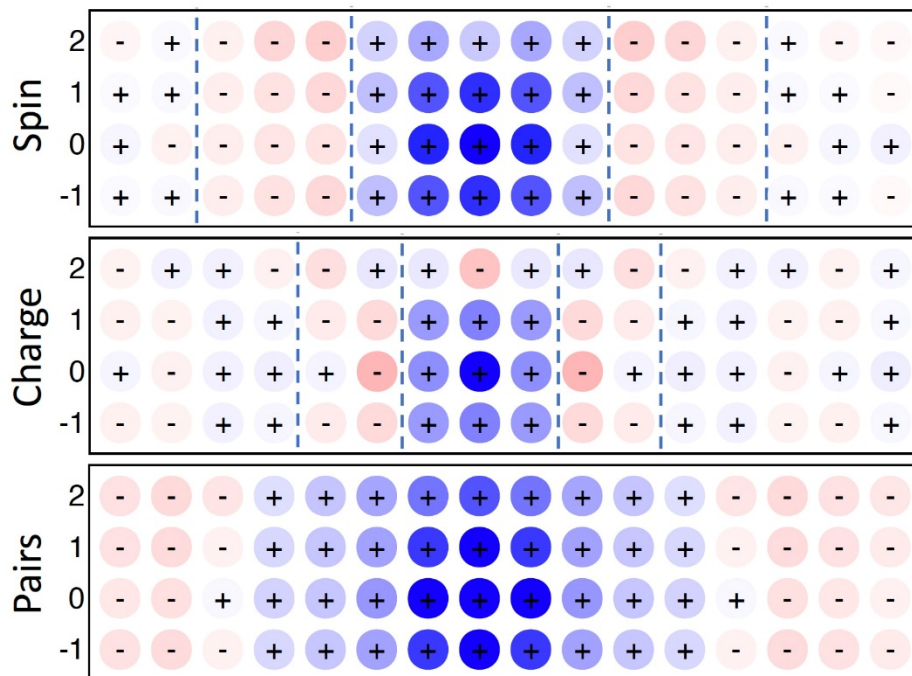 Spin
2 - + - - - + + + + + - - - + - -
1 + + - - - + + + + + - - - + + -
0 + - - - - + + + + + - - - - + +
-1 + + - - - + + + + + - - - + + -
Charge
2 - + + - - + + - + + - - + + - +
1 - - + + - - + + + - - + + - - +
0 + - + + + - + + + - + + + - + +
-1 - - + + - - + + + - - + + - - +
Pairs
2 - - - + + + + + + + + + - - - -
1 - - - + + + + + + + + + - - - -
0 - - + + + + + + + + + + + - - -
-1 - - - + + + + + + + + + - - - -